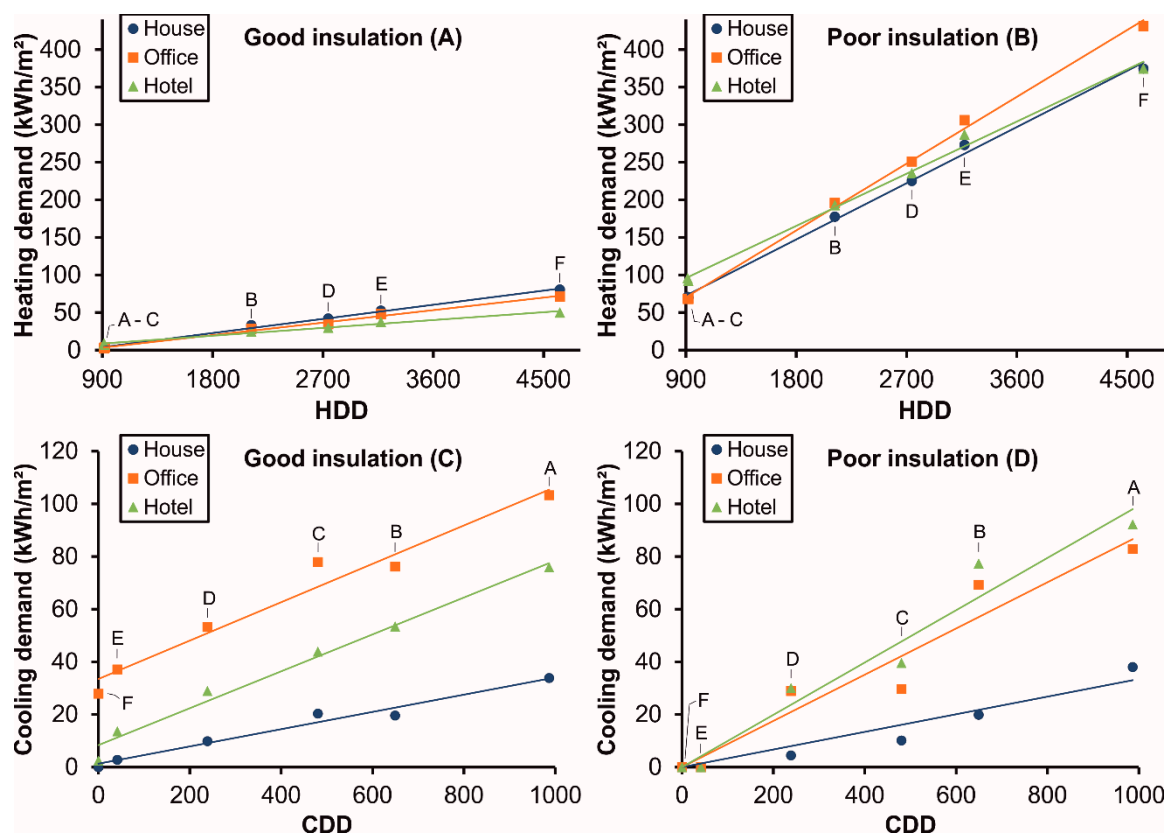 Good insulation (A)
House
Office
Hotel
Heating demand (kWh/m²)
400
350
300
250
200
150
100
50
0
A - C
B
D
E
F
900 1800 2700 3600 4500
HDD
Poor insulation (B)
House
Office
Hotel
Heating demand (kWh/m²)
400
350
300
250
200
150
100
50
0
A - C
B
D
E
F
900 1800 2700 3600 4500
HDD
Good insulation (C)
House
Office
Hotel
Cooling demand (kWh/m²)
120
100
80
60
40
20
0
F
E
D
C
B
A
0 200 400 600 800 1000
CDD
Poor insulation (D)
House
Office
Hotel
Cooling demand (kWh/m²)
120
100
80
60
40
20
0
F
E
D
C
B
A
0 200 400 600 800 1000
CDD